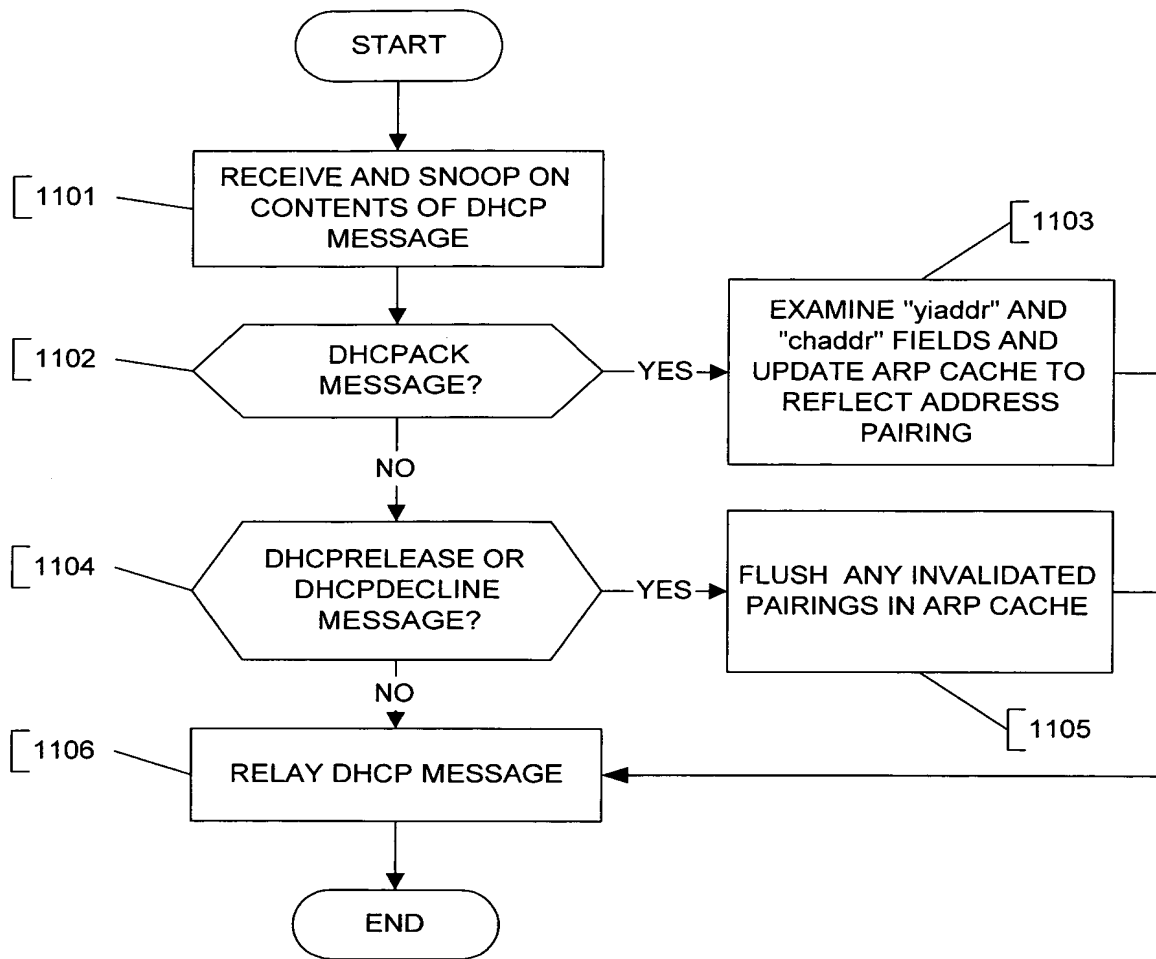 START
1101
RECEIVE AND SNOOP ON
CONTENTS OF DHCP
MESSAGE
1103
1102
DHCPACK
MESSAGE?
YES
EXAMINE "yiaddr" AND
"chaddr" FIELDS AND
UPDATE ARP CACHE TO
REFLECT ADDRESS
PAIRING
NO
1104
DHCPRELEASE OR
DHCPDECLINE
MESSAGE?
YES
FLUSH ANY INVALIDATED
PAIRINGS IN ARP CACHE
NO
1105
1106
RELAY DHCP MESSAGE
END